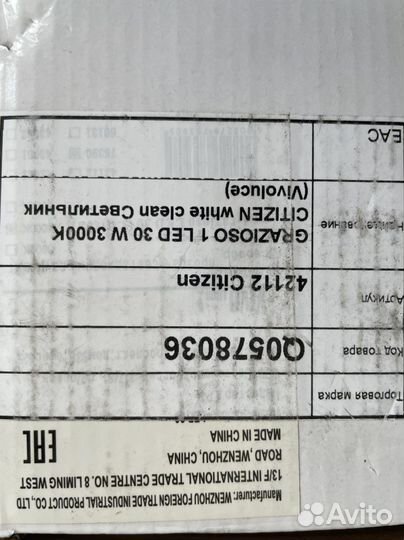 Manufacturer: WENZHOU FOREIGN TRADE INDUSTRIAL PRODUCT CO.,LTD
13/F INTERNATIONAL TRADE CENTRE NO. 8 LIMING WEST
ROAD ,WENZHOU, CHINA
MADE IN CHINA
EAC
Торговая марка
Код товара
Q0578036
Артикул
42112 Citizen
Наименование
GRAZIOSO 1 LED 30 W 3000K
CITIZEN white clean Светильник
(Vivoluce)
EAC
Avito